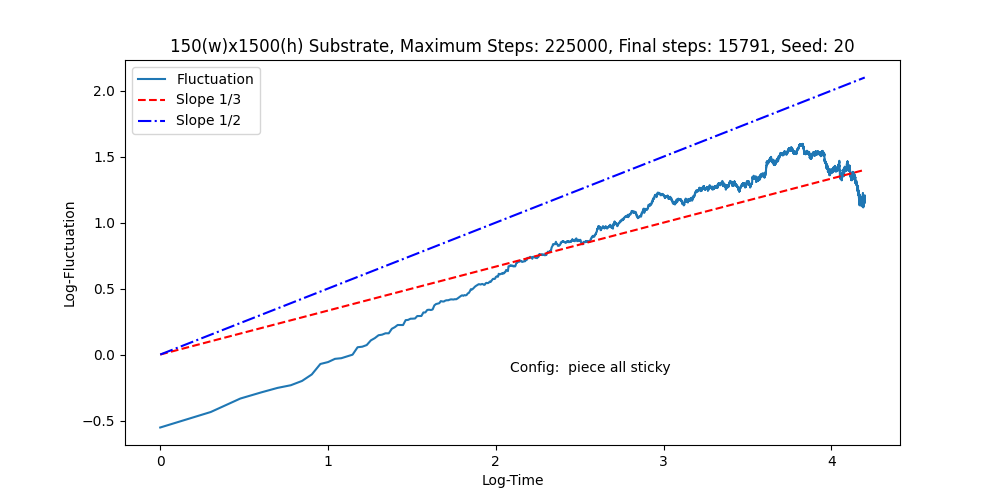 150(w)x1500(h) Substrate, Maximum Steps: 225000, Final steps: 15791, Seed: 20
Fluctuation
Slope 1/3
Slope 1/2
2.0
1.5
1.0
0.5
0.0
−0.5
Log-Fluctuation
Config:  piece all sticky
0 1 2 3 4
Log-Time